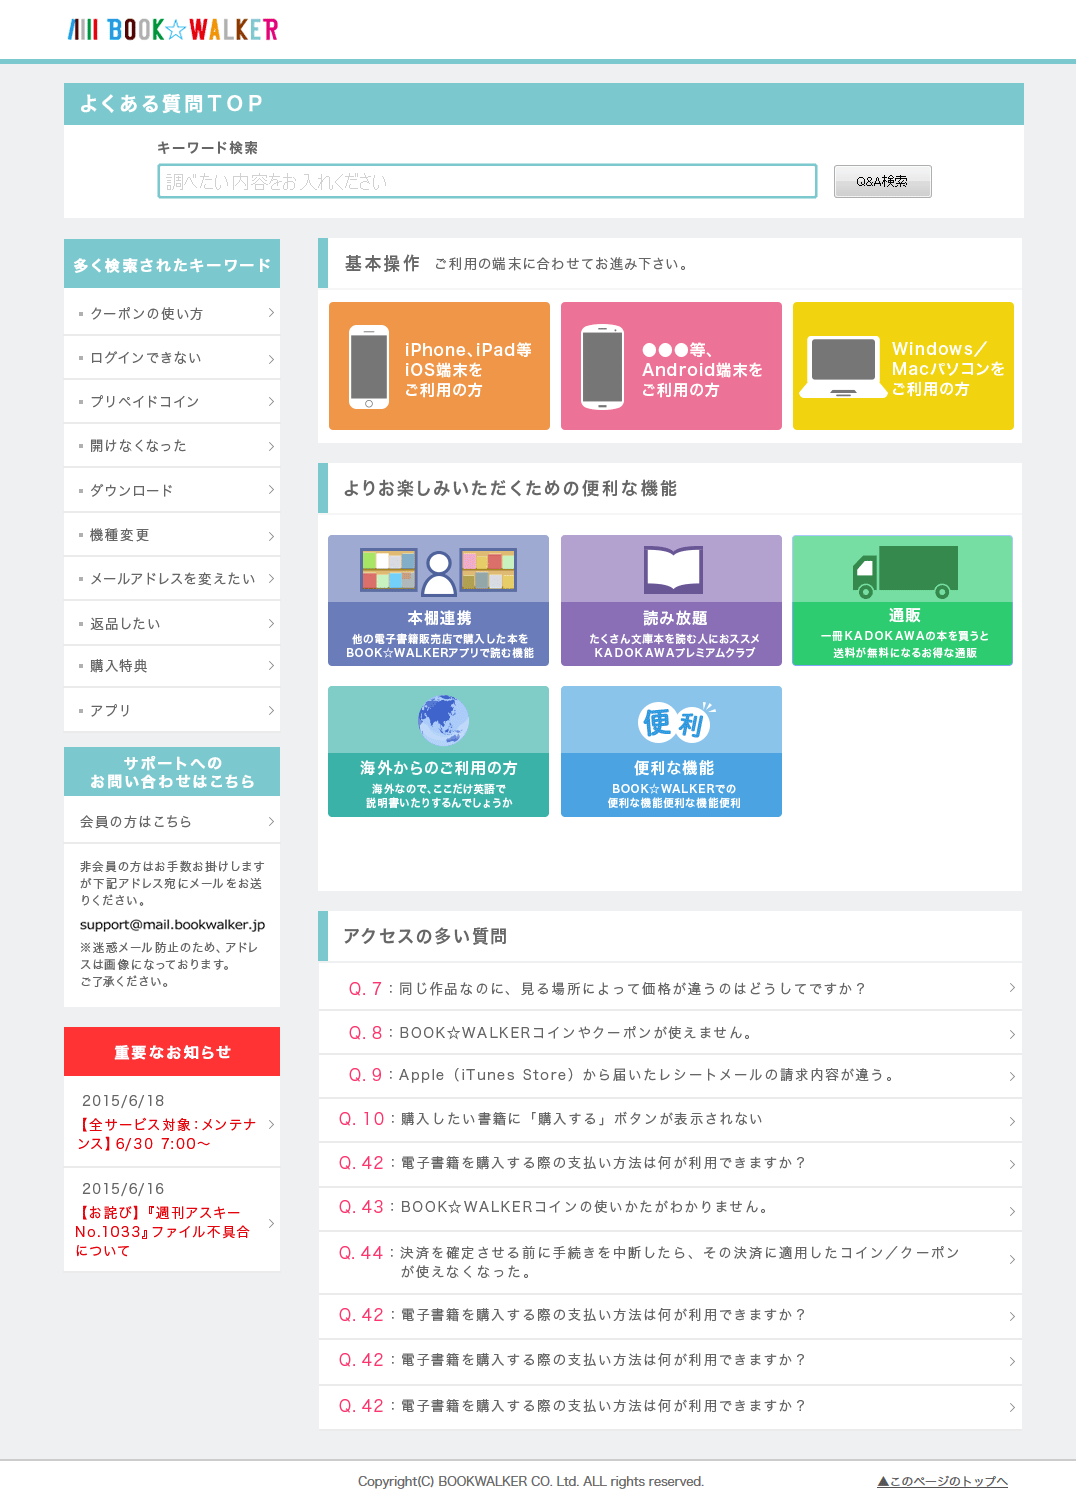 BOOK☆WALKER
よくある質問TOP
キーワード検索
調べたい内容をお入れください
Q&A検索
多く検索されたキーワード
クーポンの使い方
ログインできない
プリペイドコイン
開けなくなった
ダウンロード
機種変更
メールアドレスを変えたい
返品したい
購入特典
アプリ
サポートへの
お問い合わせはこちら
会員の方はこちら
非会員の方はお手数お掛けします
が下記アドレス宛にメールをお送
りください。
support@mail.bookwalker.jp
※迷惑メール防止のため、アドレ
スは画像になっております。
ご了承ください。
重要なお知らせ
2015/6/18
【全サービス対象：メンテナ
ンス】6/30 7:00〜
2015/6/16
【お詫び】『週刊アスキー
No.1033』ファイル不具合
について
基本操作 ご利用の端末に合わせてお進み下さい。
iPhone、iPad等
iOS端末を
ご利用の方
●●●等、
Android端末を
ご利用の方
Windows／
Macパソコンを
ご利用の方
よりお楽しみいただくための便利な機能
本棚連携
他の電子書籍販売店で購入した本を
BOOK☆WALKERアプリで読む機能
読み放題
たくさん文庫本を読む人におススメ
KADOKAWAプレミアムクラブ
通販
一冊KADOKAWAの本を買うと
送料が無料になるお得な通販
海外からのご利用の方
海外なので、ここだけ英語で
説明書いたりするんでしょうか
便利
便利な機能
BOOK☆WALKERでの
便利な機能便利な機能便利
アクセスの多い質問
Q. 7：同じ作品なのに、見る場所によって価格が違うのはどうしてですか？
Q. 8：BOOK☆WALKERコインやクーポンが使えません。
Q. 9：Apple（iTunes Store）から届いたレシートメールの請求内容が違う。
Q. 10：購入したい書籍に「購入する」ボタンが表示されない
Q. 42：電子書籍を購入する際の支払い方法は何が利用できますか？
Q. 43：BOOK☆WALKERコインの使いかたがわかりません。
Q. 44：決済を確定させる前に手続きを中断したら、その決済に適用したコイン／クーポン
が使えなくなった。
Q. 42：電子書籍を購入する際の支払い方法は何が利用できますか？
Q. 42：電子書籍を購入する際の支払い方法は何が利用できますか？
Q. 42：電子書籍を購入する際の支払い方法は何が利用できますか？
Copyright(C) BOOKWALKER CO. Ltd. ALL rights reserved.
▲このページのトップへ